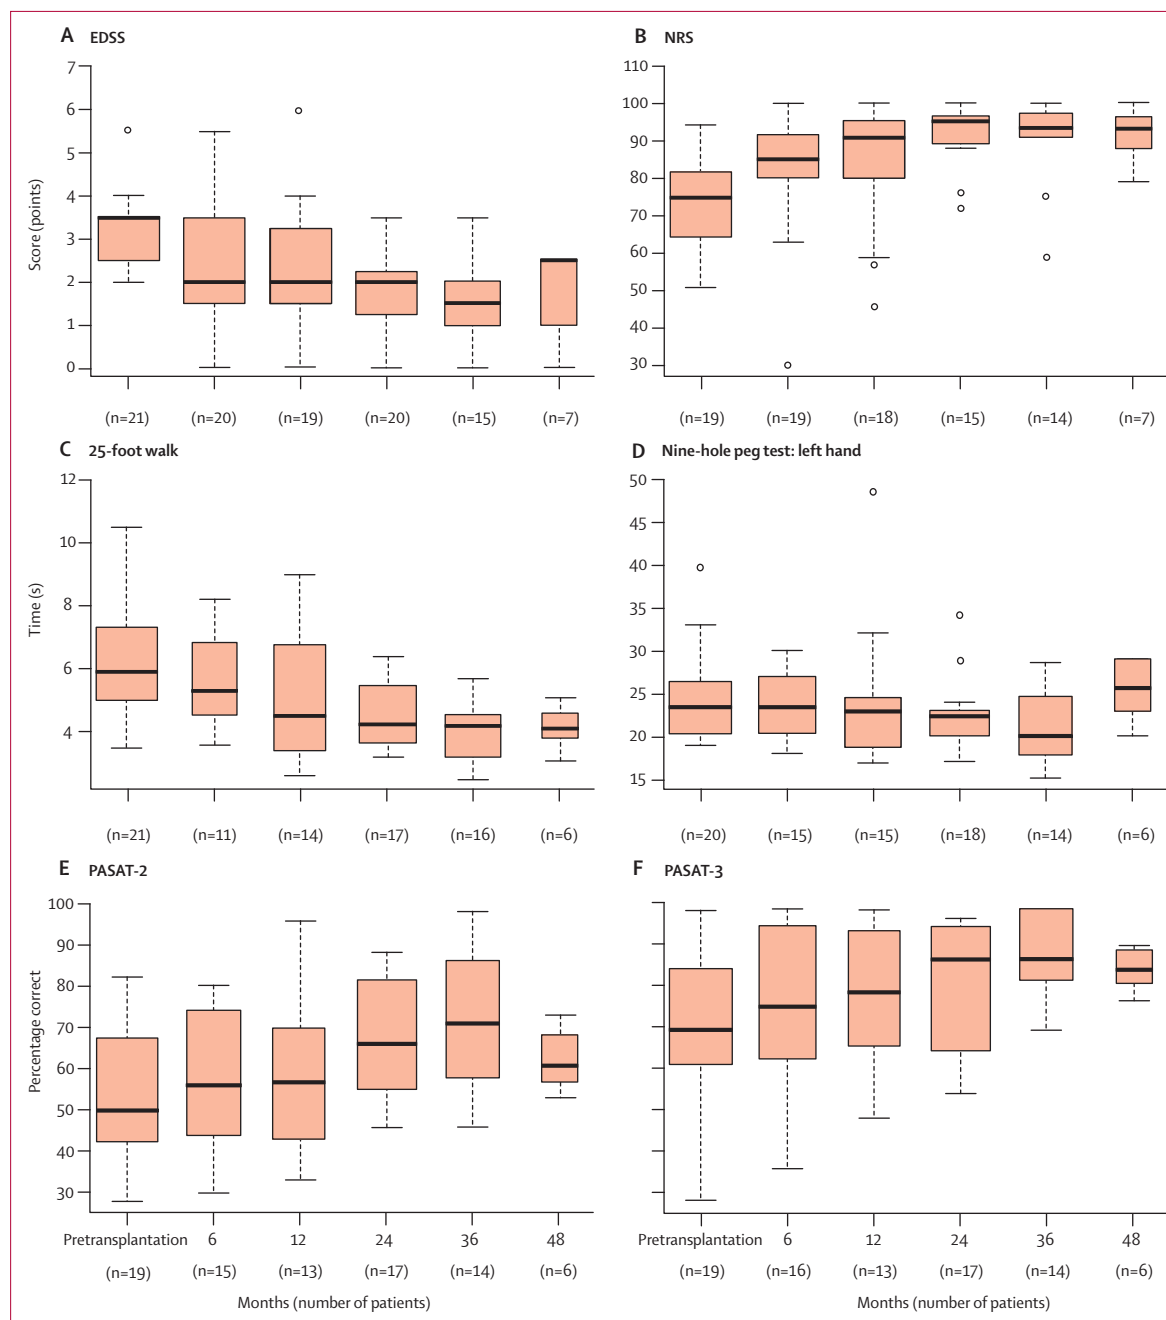 A EDSS
7
6
5
4
3
2
1
0
Score (points)
(n=21) (n=20) (n=19) (n=20) (n=15) (n=7)
B NRS
110
100
90
80
70
60
50
40
30
(n=19) (n=19) (n=18) (n=15) (n=14) (n=7)
C 25-foot walk
12
10
8
6
4
Time (s)
(n=21) (n=11) (n=14) (n=17) (n=16) (n=6)
D Nine-hole peg test: left hand
50
45
40
35
30
25
20
15
(n=20) (n=15) (n=15) (n=18) (n=14) (n=6)
E PASAT-2
100
90
80
70
60
50
40
30
Percentage correct
Pretransplantation 6 12 24 36 48
(n=19) (n=15) (n=13) (n=17) (n=14) (n=6)
Months (number of patients)
F PASAT-3
Pretransplantation 6 12 24 36 48
(n=19) (n=16) (n=13) (n=17) (n=14) (n=6)
Months (number of patients)